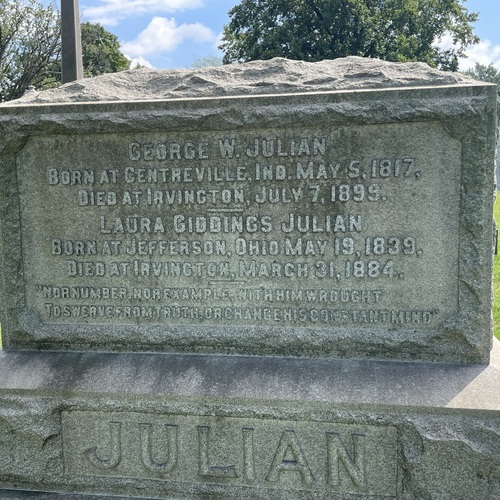 GEORGE W. JULIAN
BORN AT CENTREVILLE, IND. MAY 5, 1817,
DIED AT IRVINGTON, JULY 7, 1899.
LAURA GIDDINGS JULIAN
BORN AT JEFFERSON, OHIO MAY 19, 1839,
DIED AT IRVINGTON, MARCH 31, 1884.
"NOR NUMBER, NOR EXAMPLE, WITH HIM WROUGHT
TO SWERVE FROM TRUTH, OR CHANGE HIS CONSTANT MIND"
JULIAN